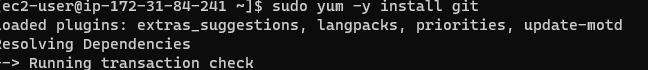 ec2-user@ip-172-31-84-241 ~]$ sudo yum -y install git
oaded plugins: extras_suggestions, langpacks, priorities, update-motd
esolving Dependencies
-> Running transaction check